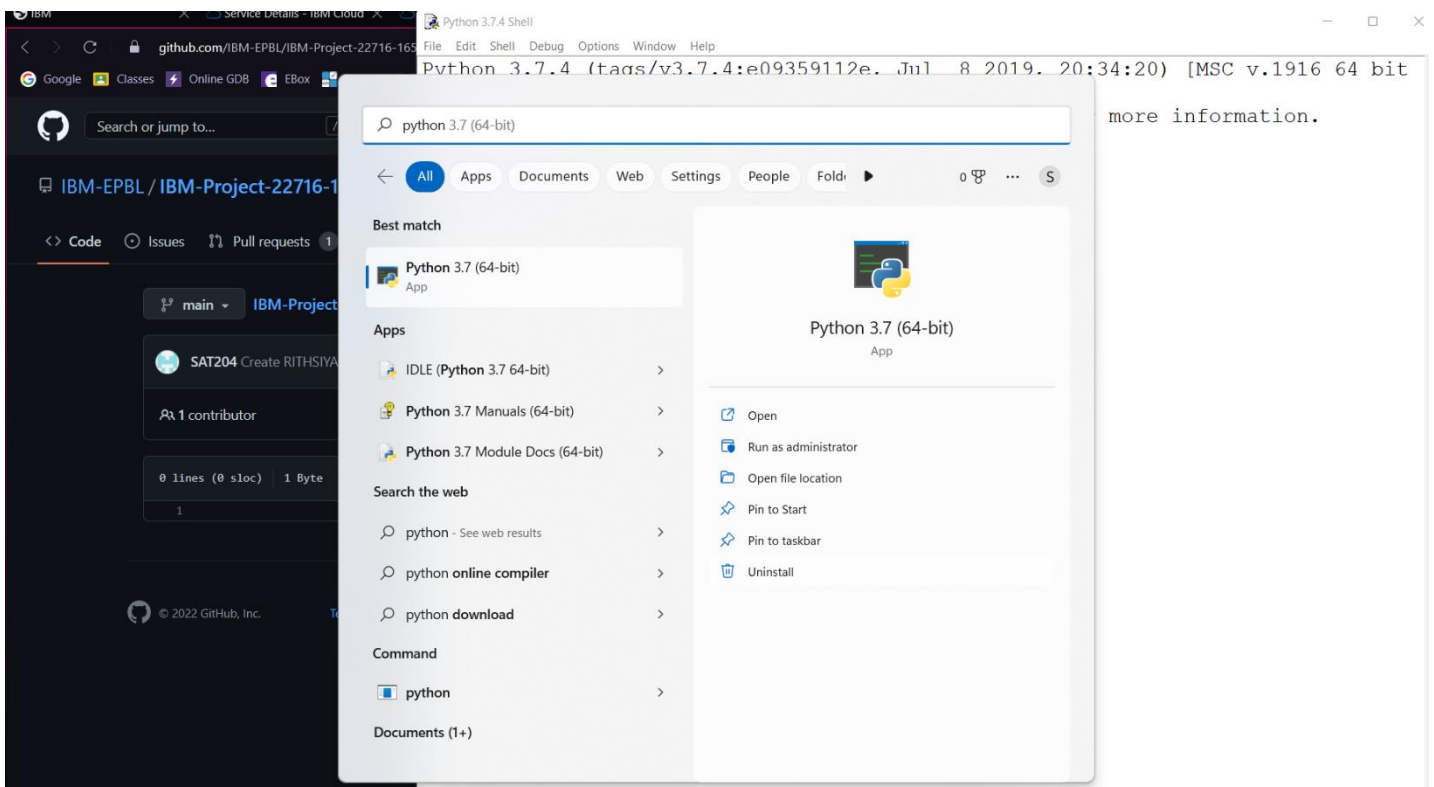 IBM
Service Details - IBM Cloud
github.com/IBM-EPBL/IBM-Project-22716-165
Google Classes Online GDB EBox
Search or jump to...
IBM-EPBL / IBM-Project-22716-1
Code Issues Pull requests 1
main IBM-Project
SAT204 Create RITHSIYA
1 contributor
0 lines (0 sloc) 1 Byte
1
© 2022 GitHub, Inc.
Python 3.7.4 Shell
File Edit Shell Debug Options Window Help
Python 3.7.4 (tags/v3.7.4:e09359112e, Jul 8 2019, 20:34:20) [MSC v.1916 64 bit
more information.
python 3.7 (64-bit)
All Apps Documents Web Settings People Fold 0 ... S
Best match
Python 3.7 (64-bit)
App
Apps
IDLE (Python 3.7 64-bit)
Python 3.7 Manuals (64-bit)
Python 3.7 Module Docs (64-bit)
Search the web
python - See web results
python online compiler
python download
Command
python
Documents (1+)
Python 3.7 (64-bit)
App
Open
Run as administrator
Open file location
Pin to Start
Pin to taskbar
Uninstall